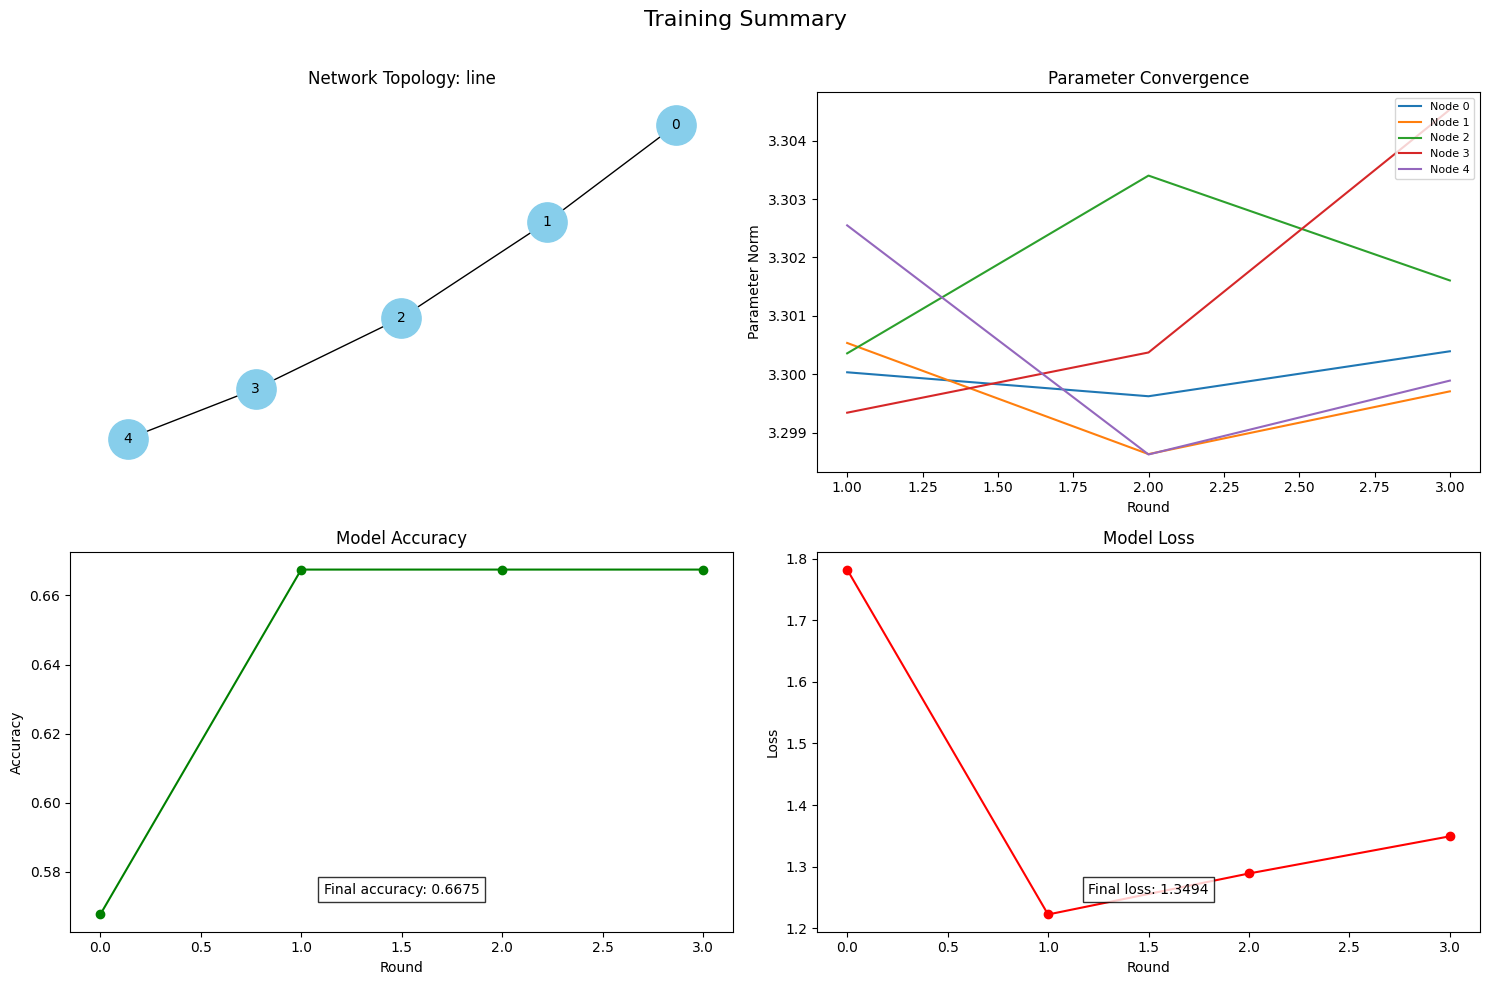 Training Summary
Network Topology: line
0
1
2
3
4
Parameter Convergence
Parameter Norm
3.304
3.303
3.302
3.301
3.300
3.299
Node 0
Node 1
Node 2
Node 3
Node 4
1.00 1.25 1.50 1.75 2.00 2.25 2.50 2.75 3.00
Round
Model Accuracy
Accuracy
0.66
0.64
0.62
0.60
0.58
Final accuracy: 0.6675
0.0 0.5 1.0 1.5 2.0 2.5 3.0
Round
Model Loss
Loss
1.8
1.7
1.6
1.5
1.4
1.3
1.2
Final loss: 1.3494
0.0 0.5 1.0 1.5 2.0 2.5 3.0
Round